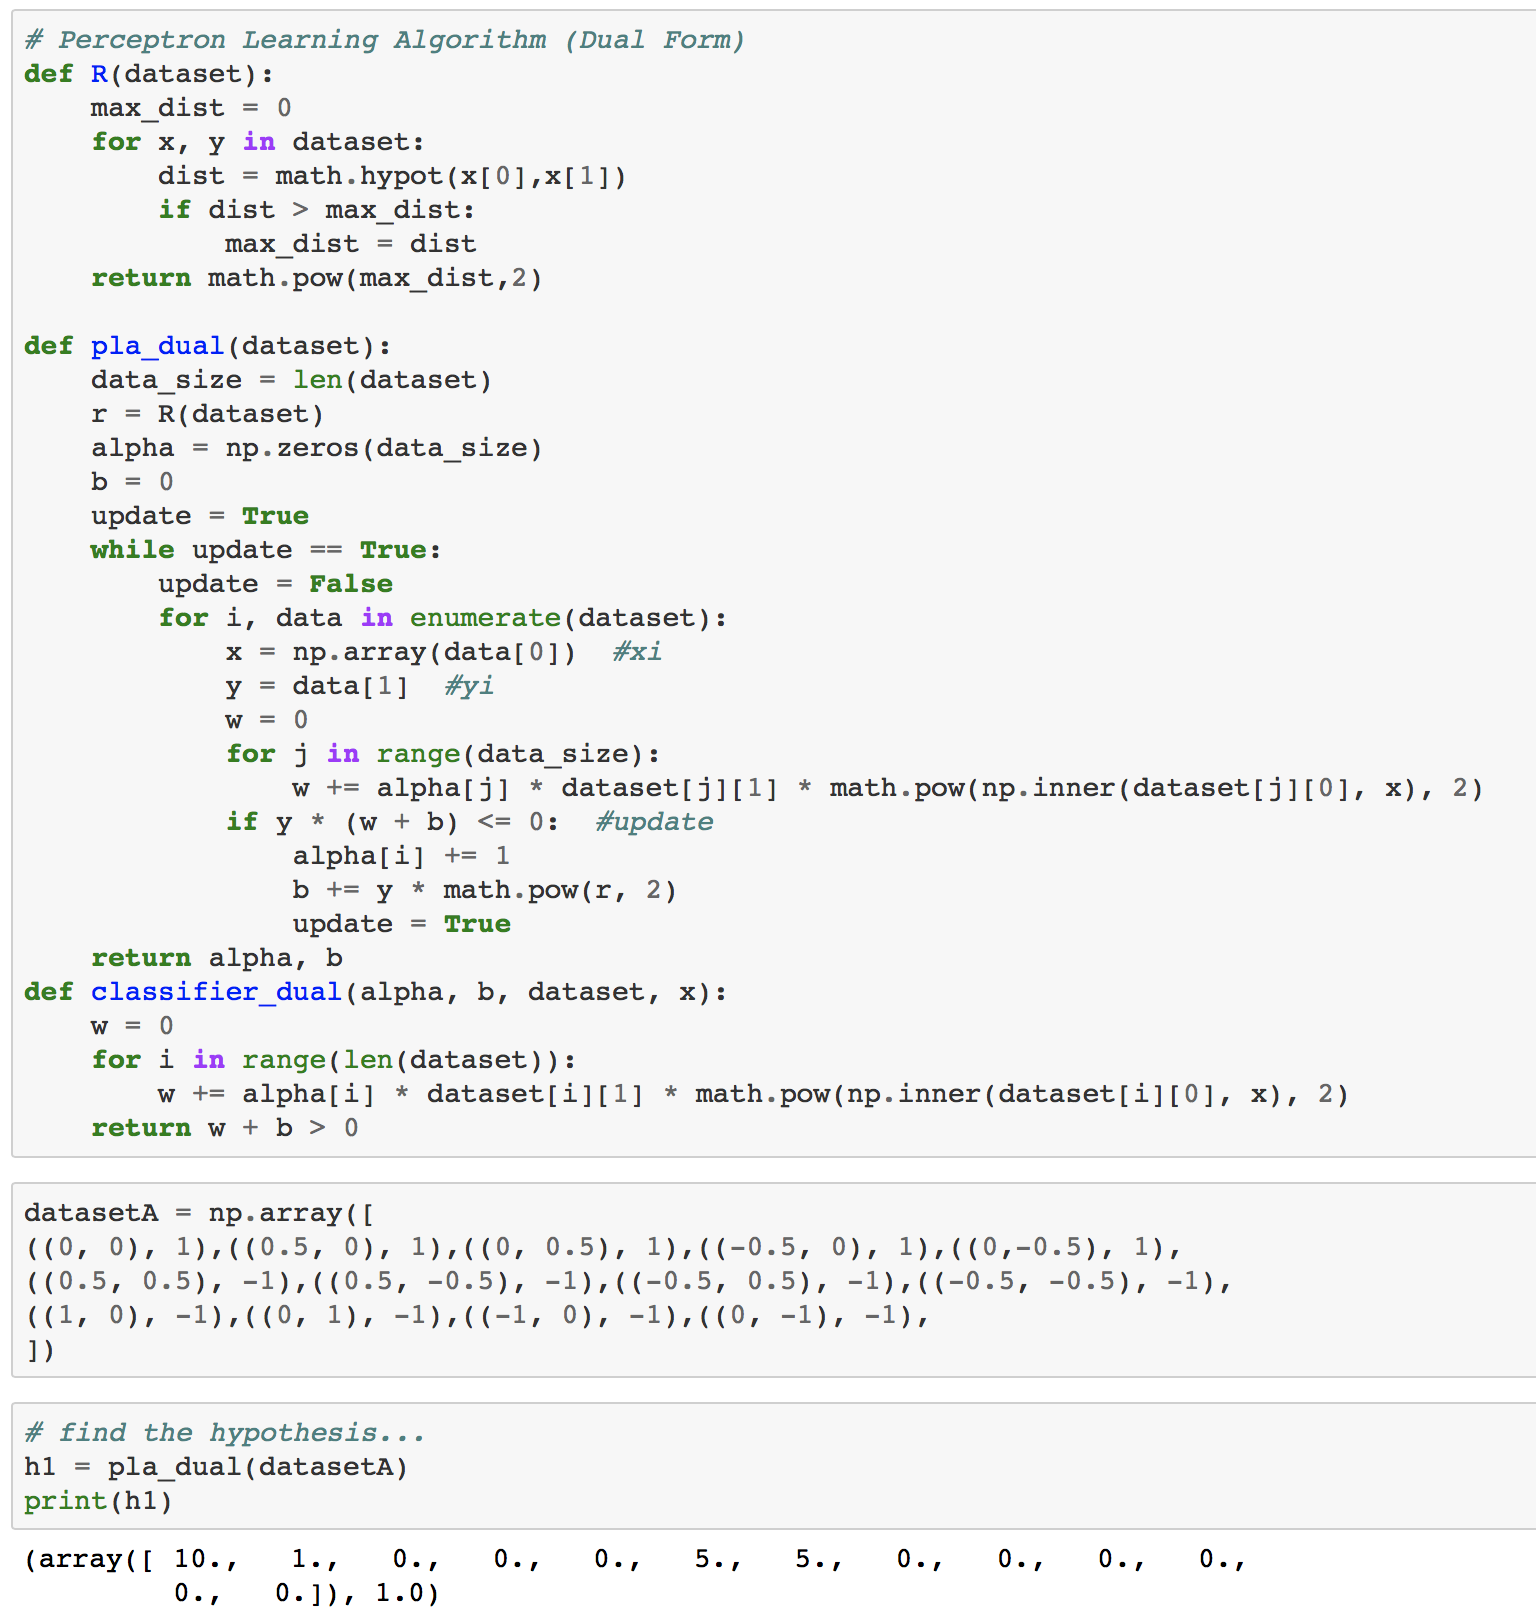 # Perceptron Learning Algorithm (Dual Form)
def R(dataset):
    max_dist = 0
    for x, y in dataset:
        dist = math.hypot(x[0],x[1])
        if dist > max_dist:
            max_dist = dist
    return math.pow(max_dist,2)

def pla_dual(dataset):
    data_size = len(dataset)
    r = R(dataset)
    alpha = np.zeros(data_size)
    b = 0
    update = True
    while update == True:
        update = False
        for i, data in enumerate(dataset):
            x = np.array(data[0])  #xi
            y = data[1]  #yi
            w = 0
            for j in range(data_size):
                w += alpha[j] * dataset[j][1] * math.pow(np.inner(dataset[j][0], x), 2)
            if y * (w + b) <= 0:  #update
                alpha[i] += 1
                b += y * math.pow(r, 2)
                update = True
    return alpha, b
def classifier_dual(alpha, b, dataset, x):
    w = 0
    for i in range(len(dataset)):
        w += alpha[i] * dataset[i][1] * math.pow(np.inner(dataset[i][0], x), 2)
    return w + b > 0

datasetA = np.array([
((0, 0), 1),((0.5, 0), 1),((0, 0.5), 1),((-0.5, 0), 1),((0,-0.5), 1),
((0.5, 0.5), -1),((0.5, -0.5), -1),((-0.5, 0.5), -1),((-0.5, -0.5), -1),
((1, 0), -1),((0, 1), -1),((-1, 0), -1),((0, -1), -1),
])

# find the hypothesis...
h1 = pla_dual(datasetA)
print(h1)

(array([ 10.,   1.,   0.,   0.,   0.,   5.,   5.,   0.,   0.,   0.,   0.,
         0.,   0.]), 1.0)